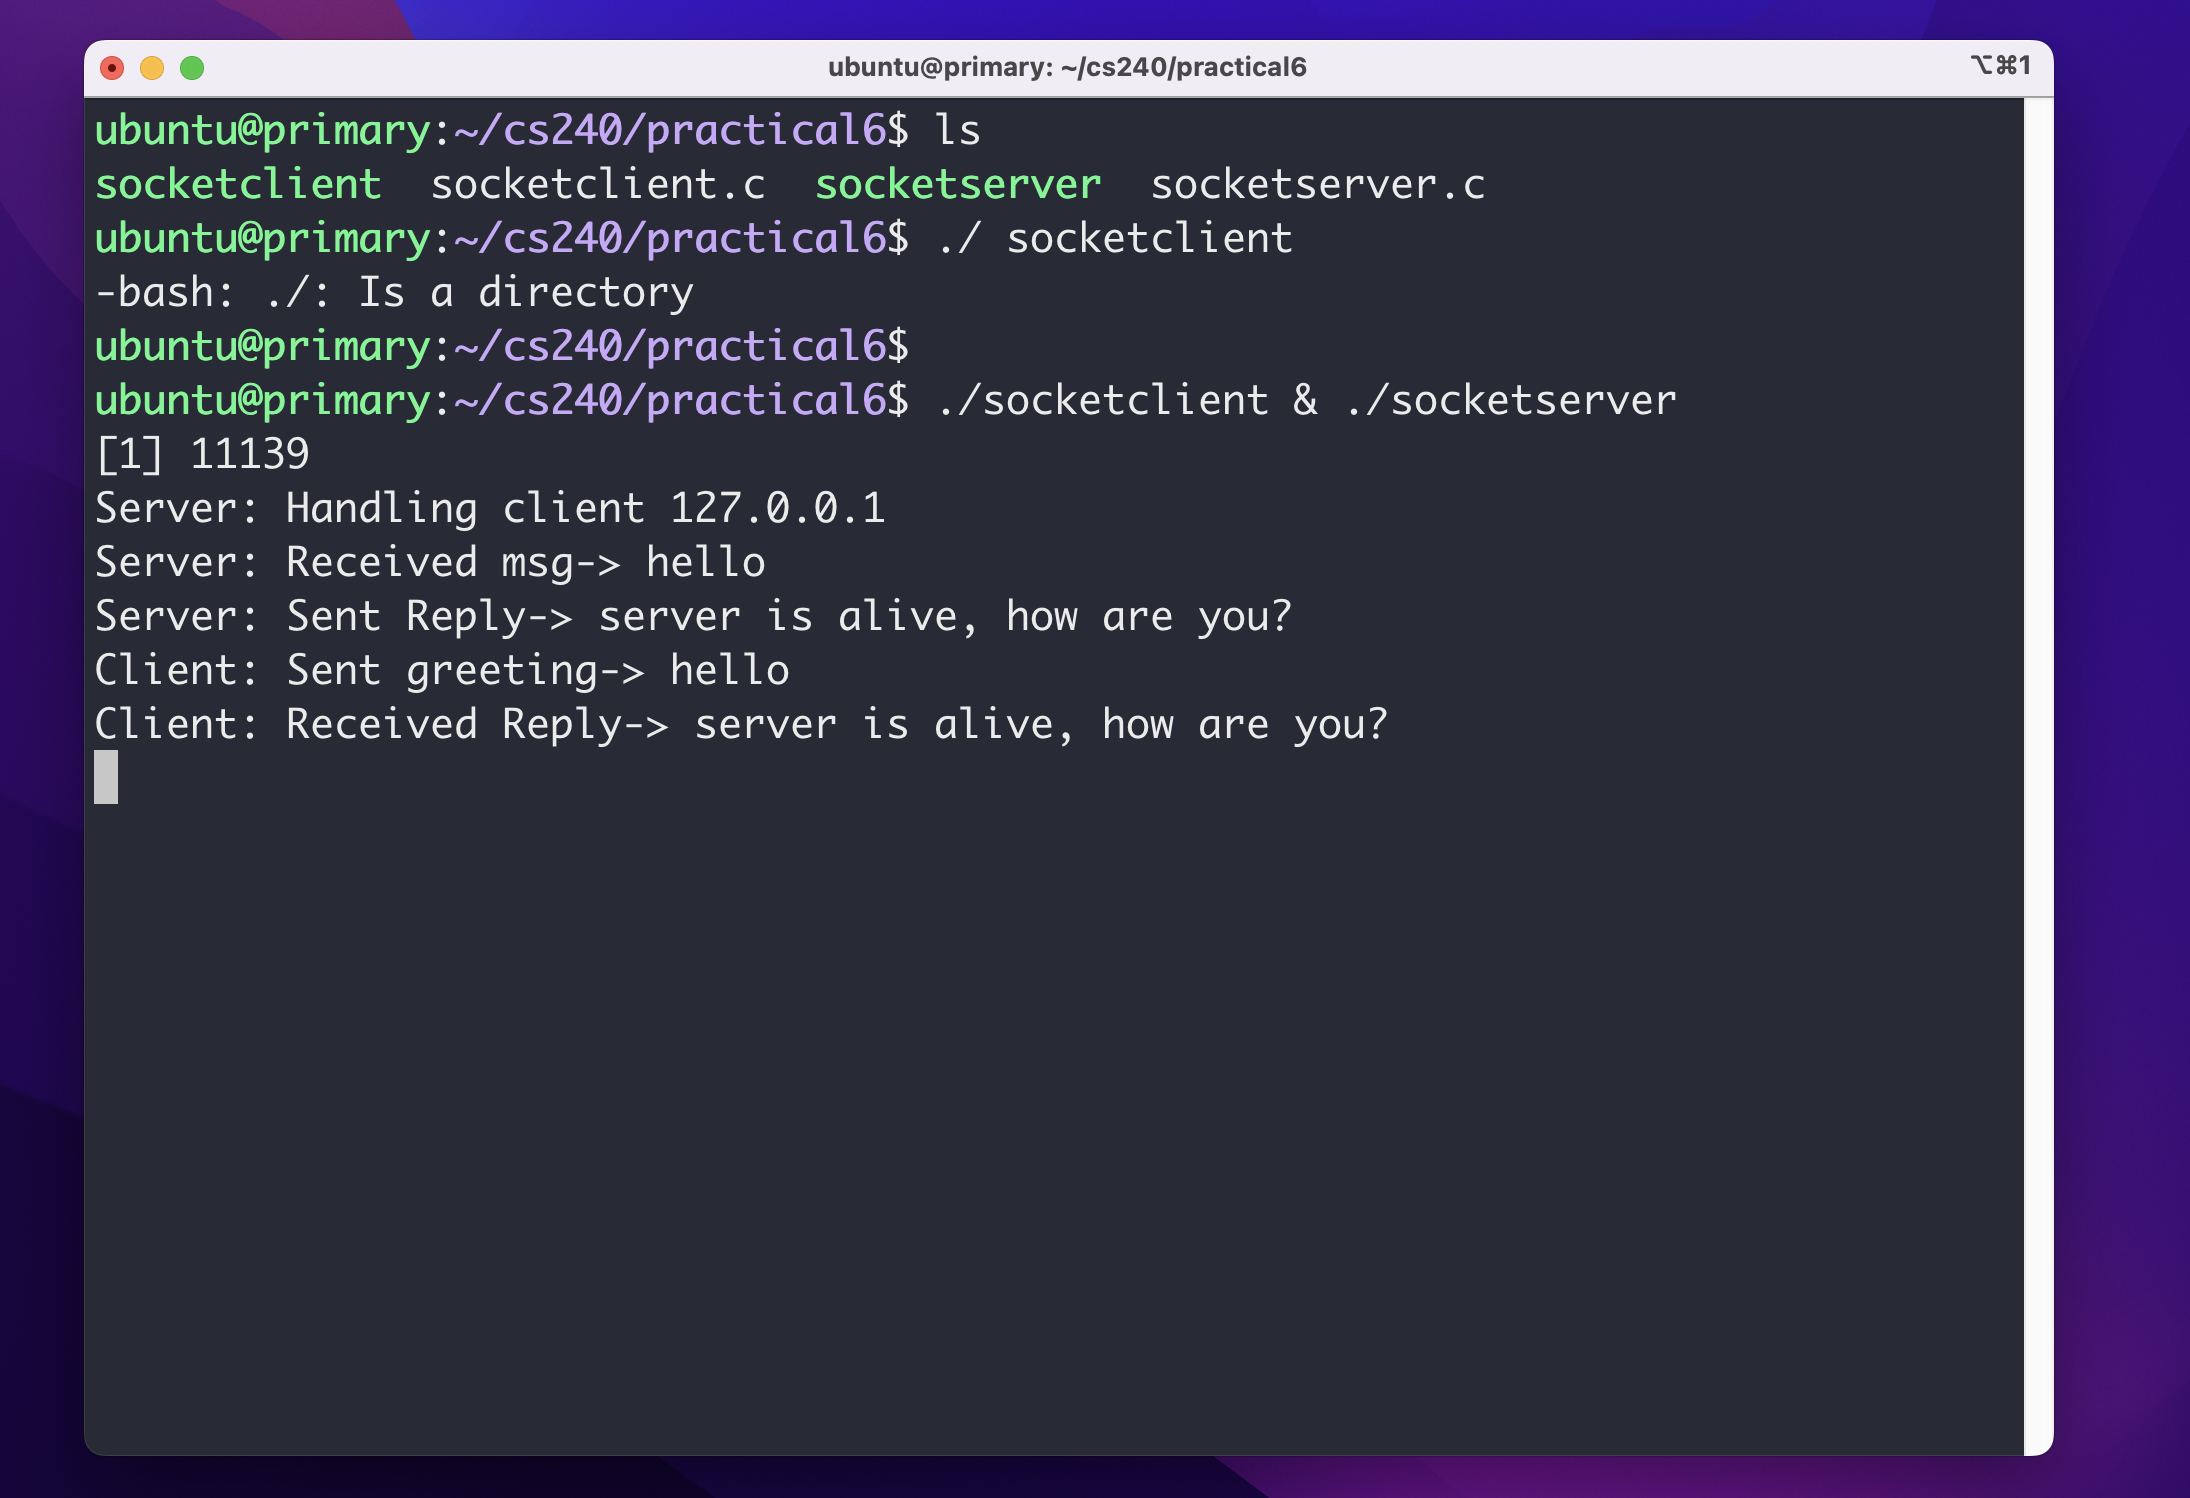 ubuntu@primary: ~/cs240/practical6
⌥⌘1
ubuntu@primary:~/cs240/practical6$ ls
socketclient  socketclient.c  socketserver  socketserver.c
ubuntu@primary:~/cs240/practical6$ ./ socketclient
-bash: ./: Is a directory
ubuntu@primary:~/cs240/practical6$
ubuntu@primary:~/cs240/practical6$ ./socketclient & ./socketserver
[1] 11139
Server: Handling client 127.0.0.1
Server: Received msg-> hello
Server: Sent Reply-> server is alive, how are you?
Client: Sent greeting-> hello
Client: Received Reply-> server is alive, how are you?